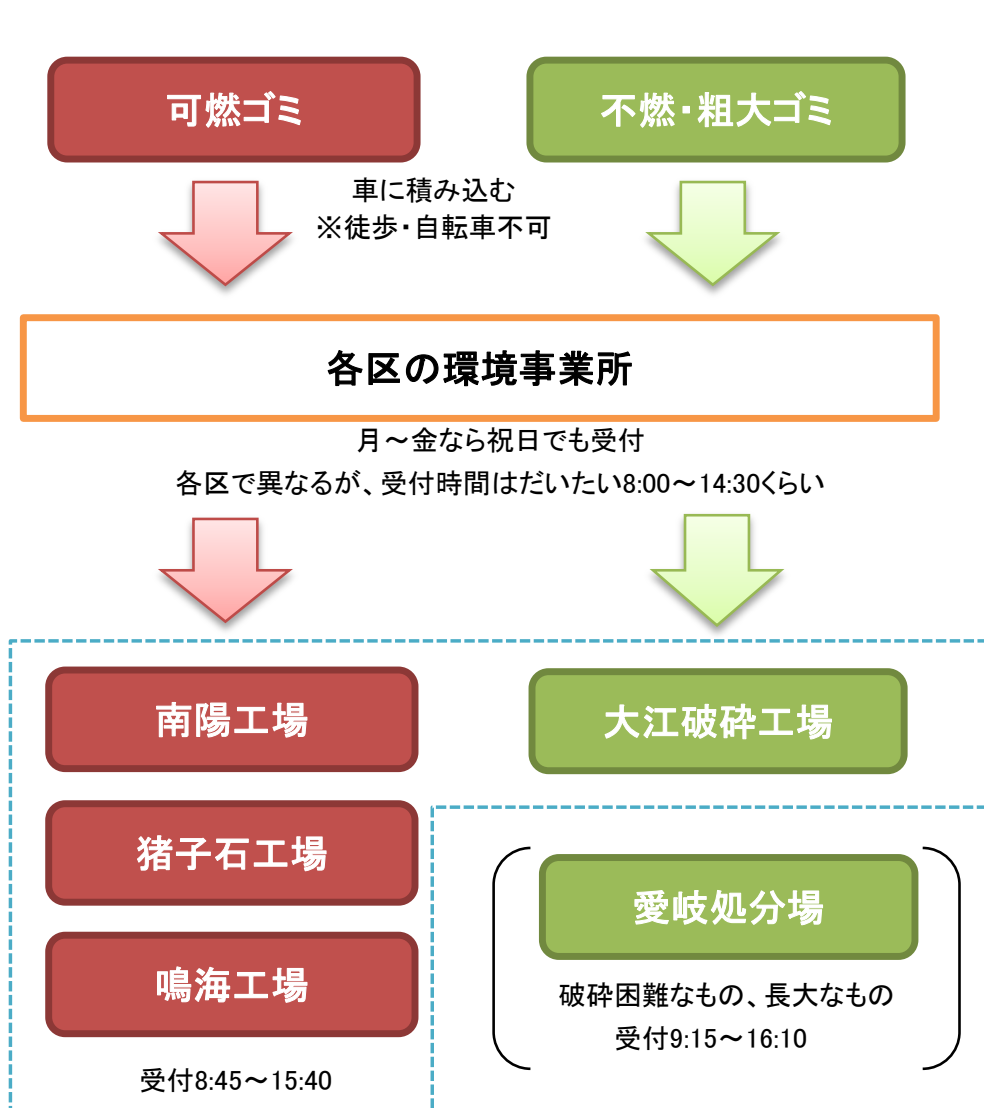 可燃ゴミ
不燃・粗大ゴミ
車に積み込む
※徒歩・自転車不可
各区の環境事業所
月～金なら祝日でも受付
各区で異なるが、受付時間はだいたい8:00～14:30くらい
南陽工場
大江破砕工場
猪子石工場
愛岐処分場
鳴海工場
破砕困難なもの、長大なもの
受付9:15～16:10
受付8:45～15:40